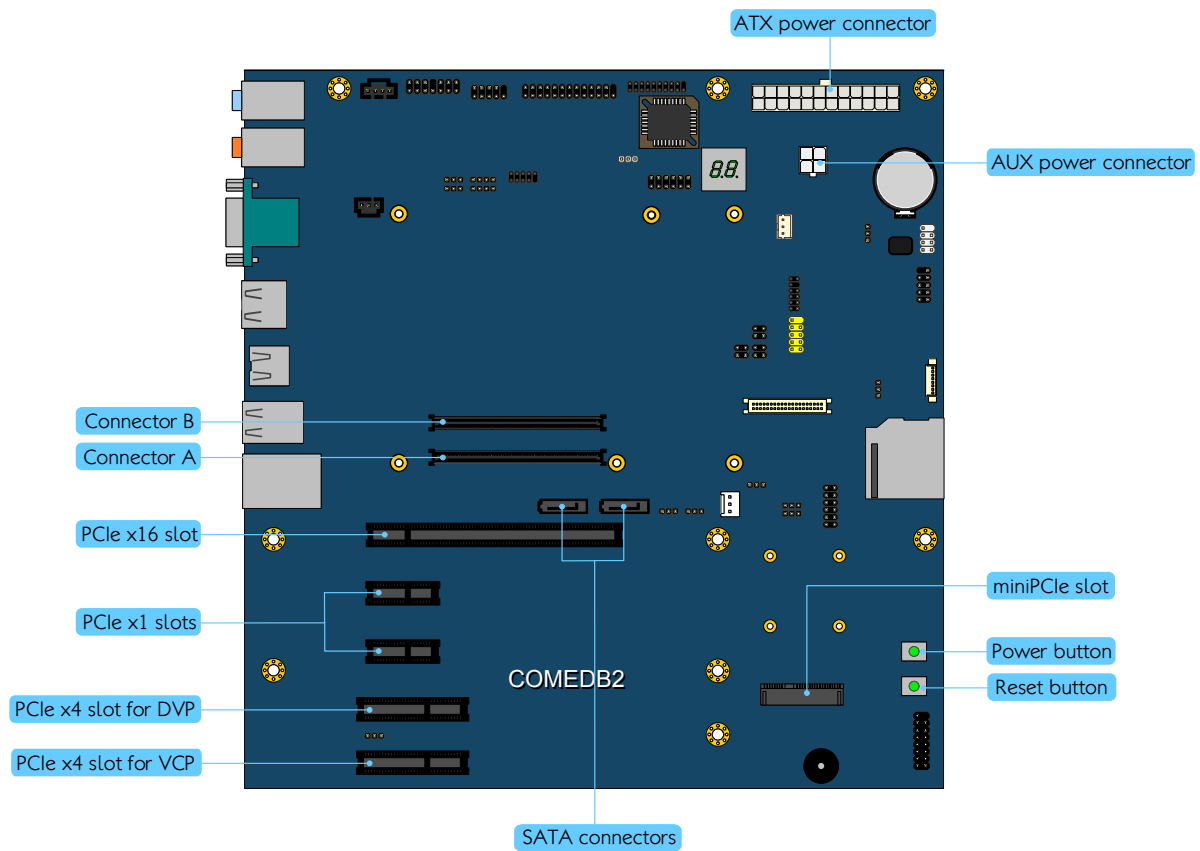 ATX power connector
AUX power connector
8.8.
Connector B
Connector A
PCIe x16 slot
miniPCIe slot
PCIe x1 slots
Power button
COMEDB2
Reset button
PCIe x4 slot for DVP
PCIe x4 slot for VCP
SATA connectors